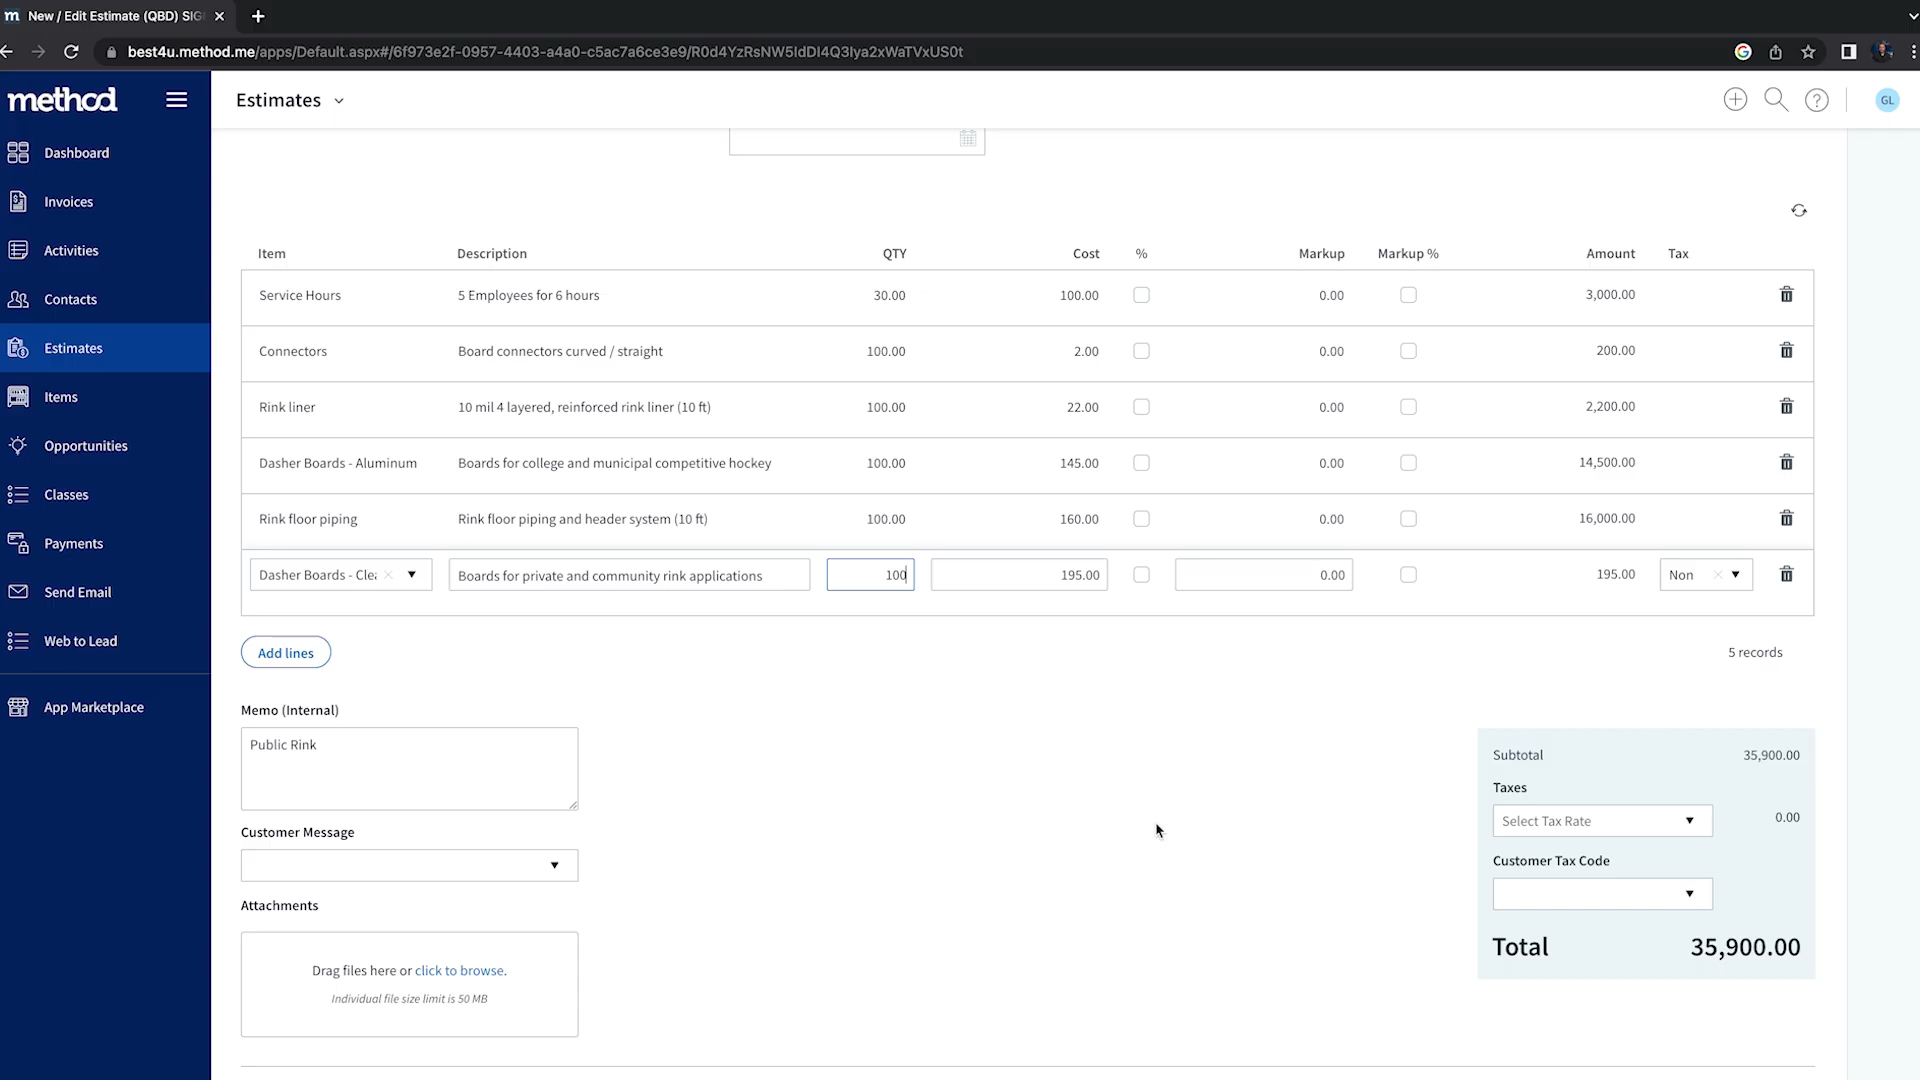 New / Edit Estimate (QBD) SIG
best4u.method.me/apps/Default.aspx#/6f973e2f-0957-4403-a4a0-c5ac7a6ce3e9/R0d4YzRsNW5IdDI4Q3Iya2xWaTVxUS0t
method
Estimates
GL
Dashboard
Invoices
Activities
Contacts
Estimates
Items
Opportunities
Classes
Payments
Send Email
Web to Lead
App Marketplace
Item Description QTY Cost % Markup Markup % Amount Tax
Service Hours 5 Employees for 6 hours 30.00 100.00 0.00 3,000.00
Connectors Board connectors curved / straight 100.00 2.00 0.00 200.00
Rink liner 10 mil 4 layered, reinforced rink liner (10 ft) 100.00 22.00 0.00 2,200.00
Dasher Boards - Aluminum Boards for college and municipal competitive hockey 100.00 145.00 0.00 14,500.00
Rink floor piping Rink floor piping and header system (10 ft) 100.00 160.00 0.00 16,000.00
Dasher Boards - Clea Boards for private and community rink applications 100 195.00 0.00 195.00 Non
Add lines
5 records
Memo (Internal)
Public Rink
Customer Message
Attachments
Drag files here or click to browse.
Individual file size limit is 50 MB
Subtotal 35,900.00
Taxes
Select Tax Rate 0.00
Customer Tax Code
Total 35,900.00